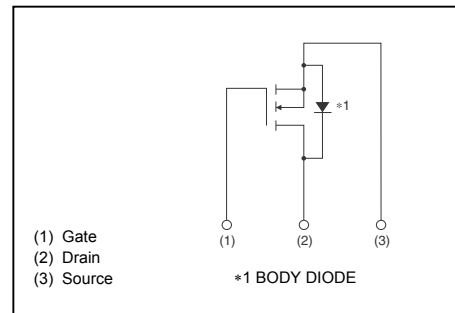 *1
(1) (2) (3)
(1) Gate
(2) Drain
(3) Source
*1 BODY DIODE